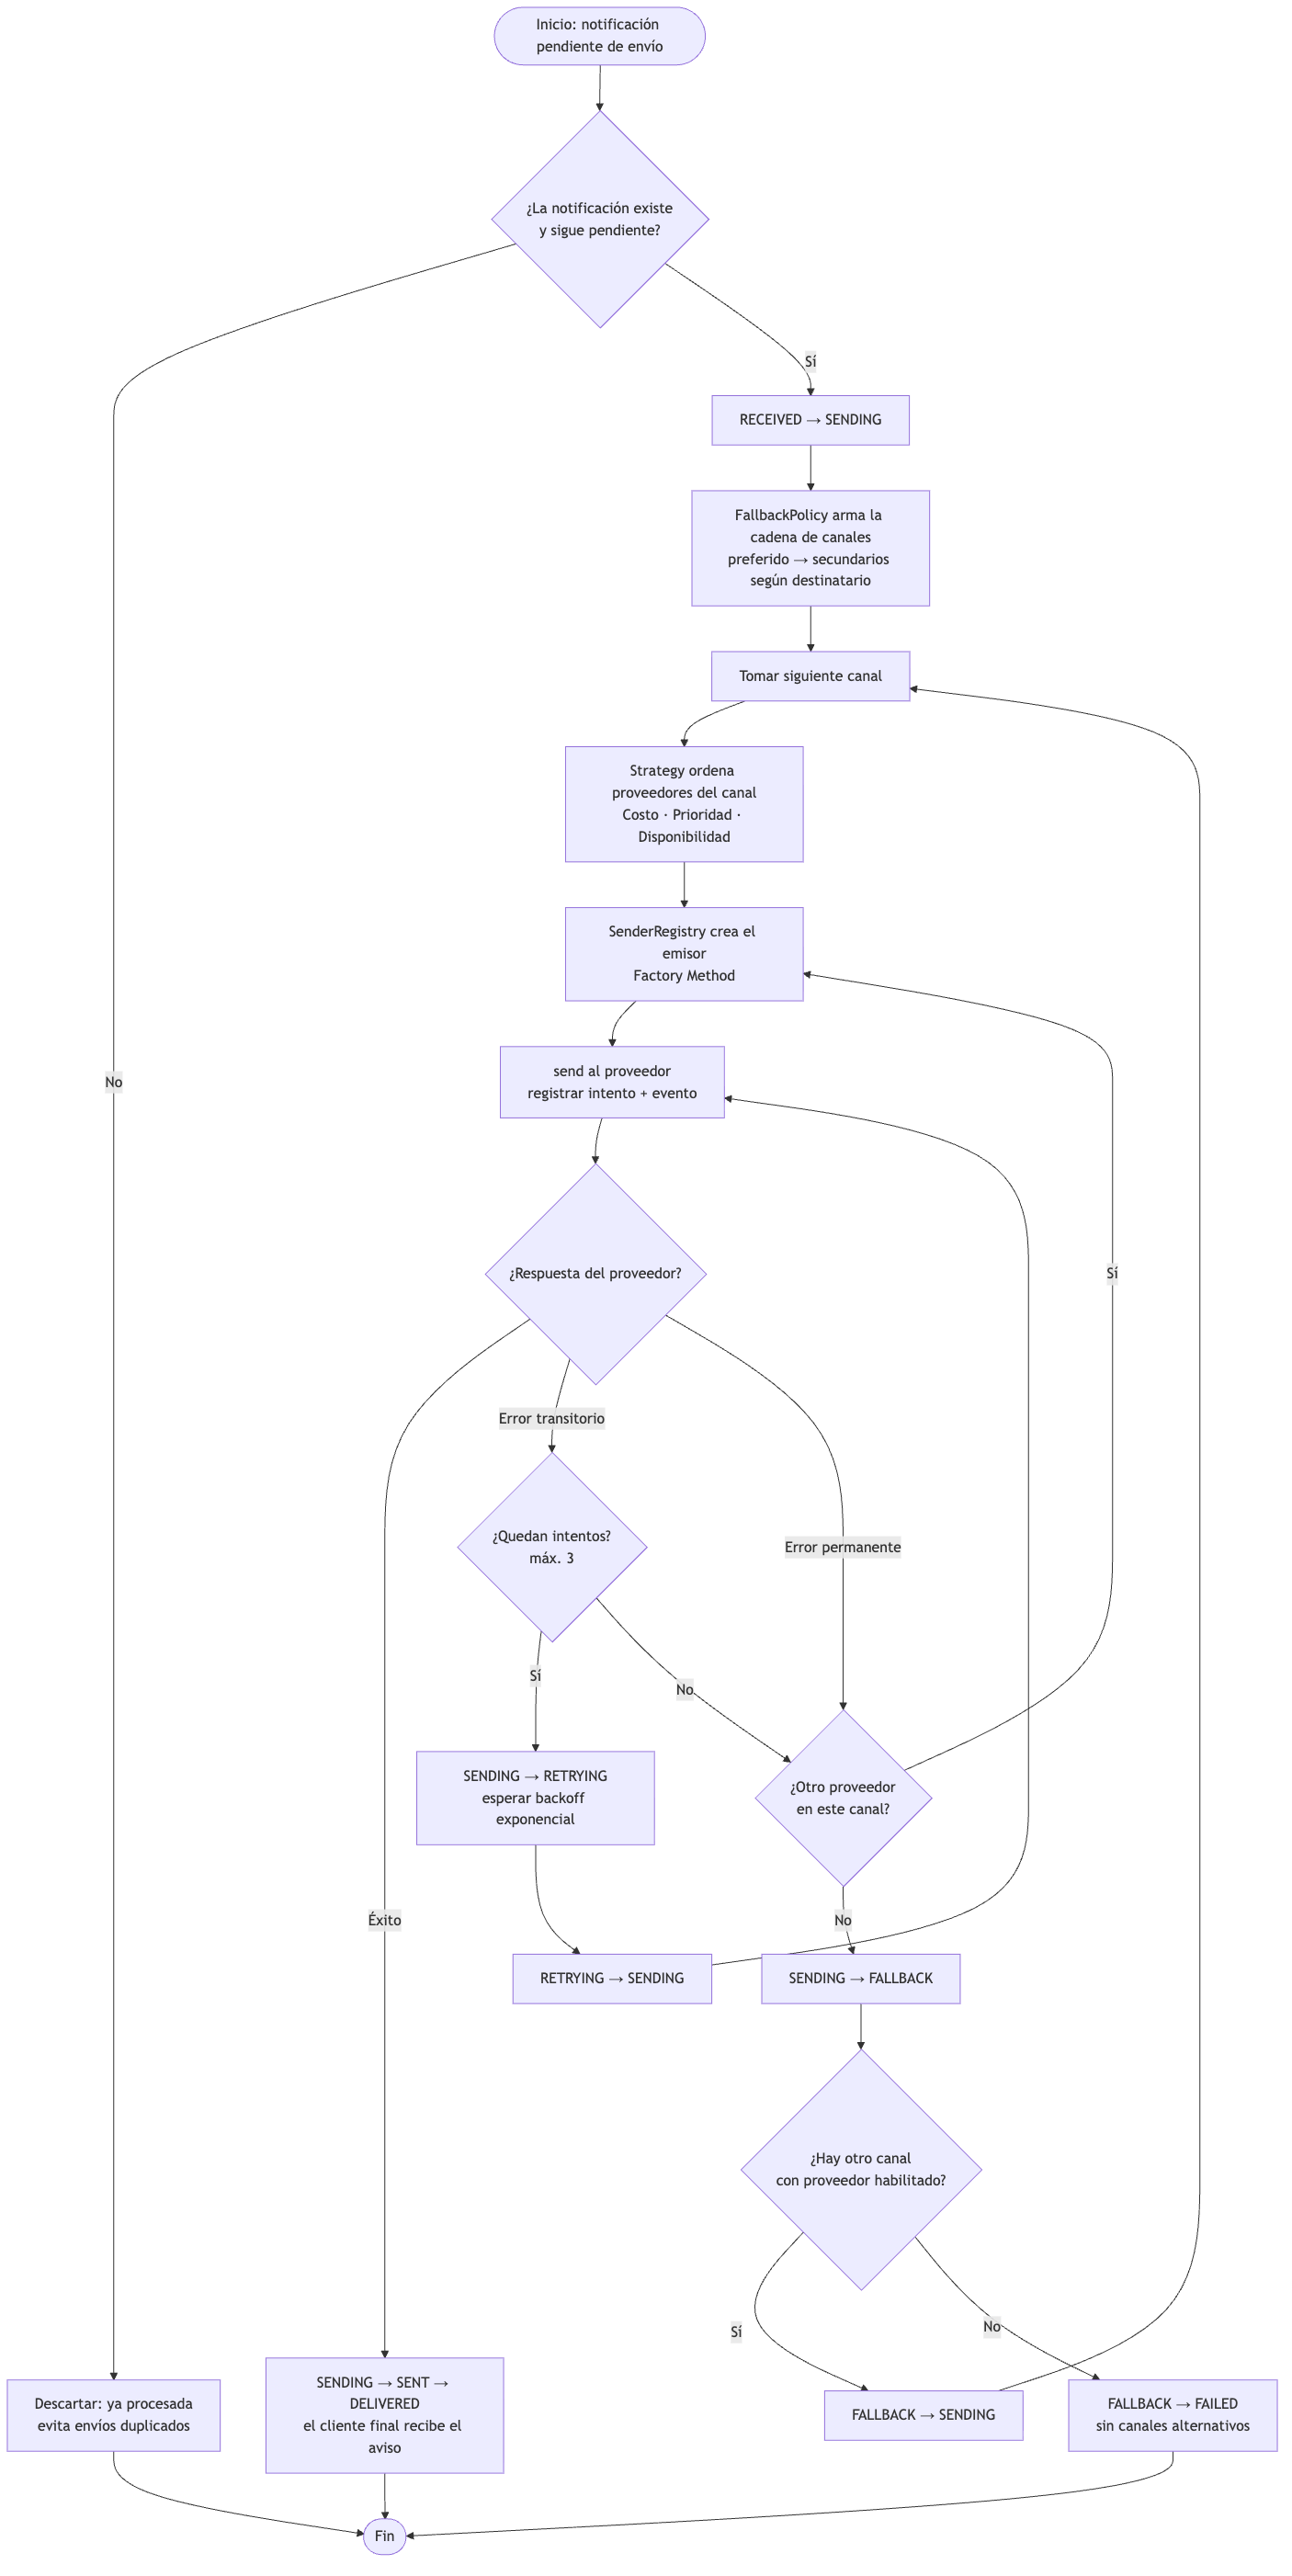 Inicio: notificación
pendiente de envío
¿La notificación existe
y sigue pendiente?
Sí
RECEIVED → SENDING
FallbackPolicy arma la
cadena de canales
preferido → secundarios
según destinatario
Tomar siguiente canal
Strategy ordena
proveedores del canal
Costo · Prioridad ·
Disponibilidad
SenderRegistry crea el
emisor
Factory Method
send al proveedor
registrar intento + evento
No
¿Respuesta del proveedor?
Sí
Error transitorio
¿Quedan intentos?
máx. 3
Error permanente
Sí
No
SENDING → RETRYING
esperar backoff
exponencial
¿Otro proveedor
en este canal?
Éxito
No
RETRYING → SENDING
SENDING → FALLBACK
¿Hay otro canal
con proveedor habilitado?
Sí
No
Descartar: ya procesada
evita envíos duplicados
SENDING → SENT →
DELIVERED
el cliente final recibe el
aviso
FALLBACK → SENDING
FALLBACK → FAILED
sin canales alternativos
Fin